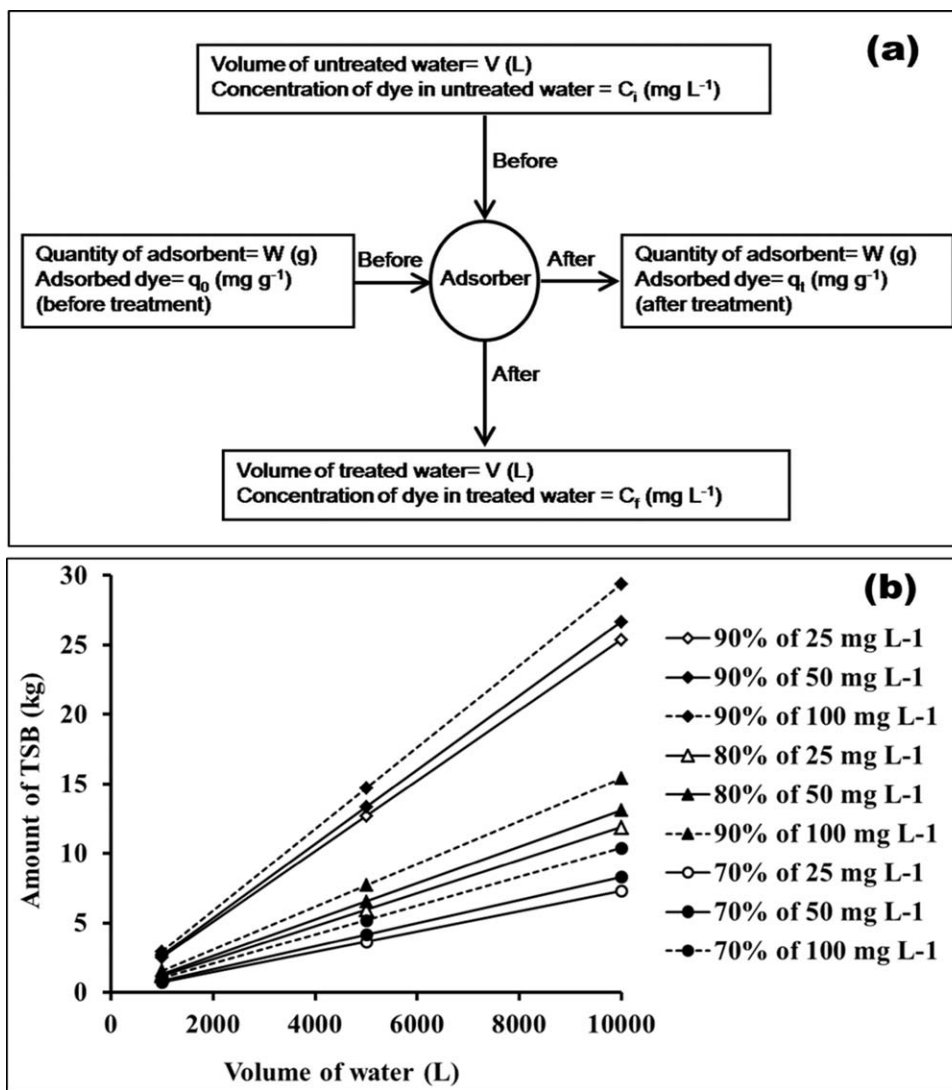 (a)
Volume of untreated water= V (L)
Concentration of dye in untreated water = Cᵢ (mg L⁻¹)
Before
Quantity of adsorbent= W (g)
Adsorbed dye= q₀ (mg g⁻¹)
(before treatment)
Before
Adsorber
After
Quantity of adsorbent= W (g)
Adsorbed dye= qₜ (mg g⁻¹)
(after treatment)
After
Volume of treated water= V (L)
Concentration of dye in treated water = C_f (mg L⁻¹)
(b)
Amount of TSB (kg)
30
25
20
15
10
5
0
0
2000
4000
6000
8000
10000
Volume of water (L)
90% of 25 mg L-1
90% of 50 mg L-1
90% of 100 mg L-1
80% of 25 mg L-1
80% of 50 mg L-1
90% of 100 mg L-1
70% of 25 mg L-1
70% of 50 mg L-1
70% of 100 mg L-1